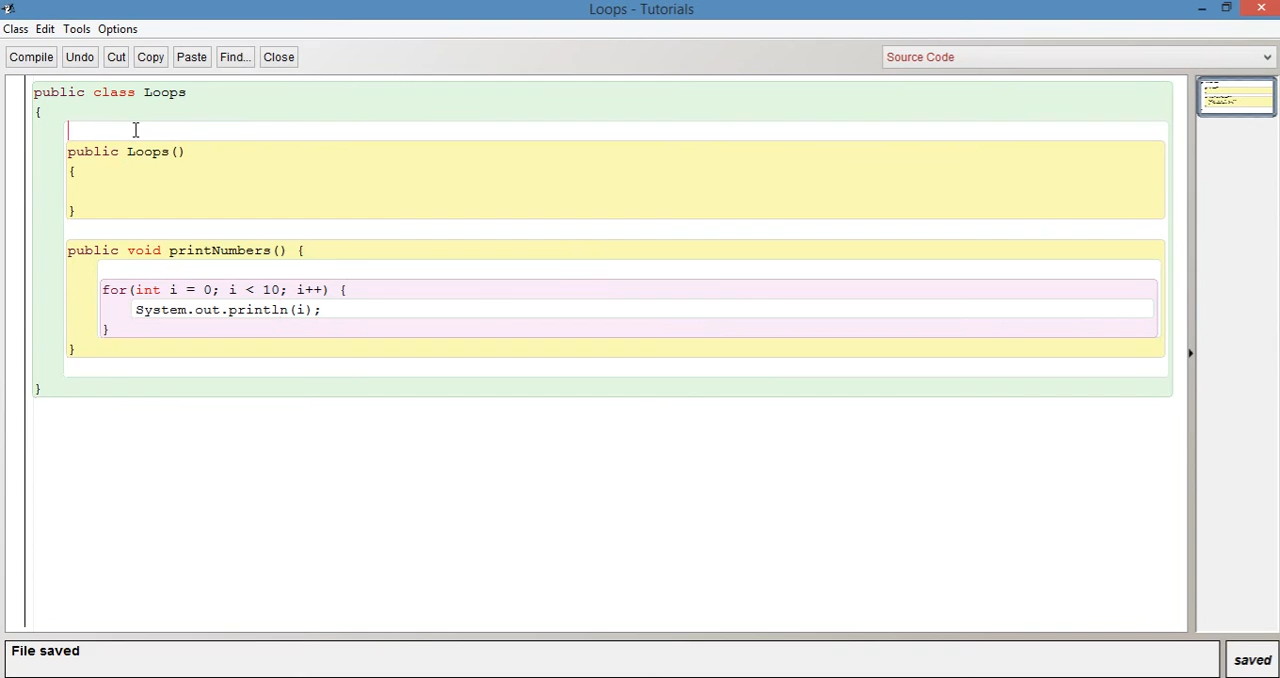 Loops - Tutorials
Class Edit Tools Options
Compile Undo Cut Copy Paste Find... Close Source Code
public class Loops
{
public Loops()
{
}
public void printNumbers() {
for(int i = 0; i < 10; i++) {
System.out.println(i);
}
}
}
File saved
saved